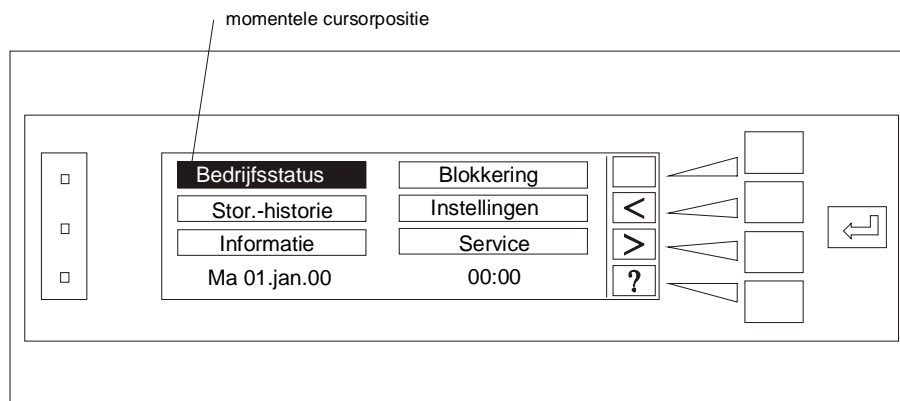 momentele cursorpositie
Bedrijfsstatus Blokkering
Stor.-historie Instellingen <
Informatie Service >
Ma 01.jan.00 00:00 ?